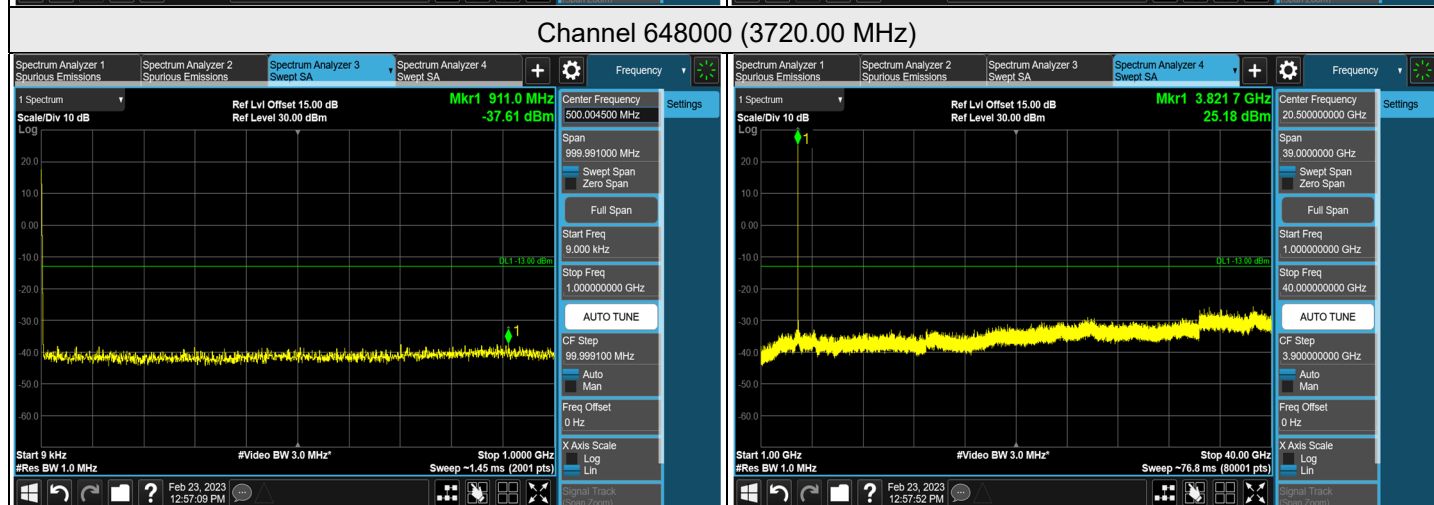 Channel 648000 (3720.00 MHz)
Spectrum Analyzer 1
Spurious Emissions
Spectrum Analyzer 2
Spurious Emissions
Spectrum Analyzer 3
Swept SA
Spectrum Analyzer 4
Swept SA
+
Frequency
Settings
1 Spectrum
Scale/Div 10 dB
Log
Ref Lvl Offset 15.00 dB
Ref Level 30.00 dBm
Mkr1 911.0 MHz
-37.61 dBm
20.0
10.0
0.00
-10.0
-20.0
-30.0
-40.0
-50.0
-60.0
DL1 -13.00 dBm
1
Start 9 kHz
#Res BW 1.0 MHz
#Video BW 3.0 MHz*
Stop 1.0000 GHz
Sweep ~1.45 ms (2001 pts)
Center Frequency
500.004500 MHz
Span
999.991000 MHz
Swept Span
Zero Span
Full Span
Start Freq
9.000 kHz
Stop Freq
1.000000000 GHz
AUTO TUNE
CF Step
99.999100 MHz
Auto
Man
Freq Offset
0 Hz
X Axis Scale
Log
Lin
Signal Track
(Span Zoom)
?
Feb 23, 2023
12:57:09 PM
Spectrum Analyzer 1
Spurious Emissions
Spectrum Analyzer 2
Spurious Emissions
Spectrum Analyzer 3
Swept SA
Spectrum Analyzer 4
Swept SA
+
Frequency
Settings
1 Spectrum
Scale/Div 10 dB
Log
Ref Lvl Offset 15.00 dB
Ref Level 30.00 dBm
Mkr1 3.821 7 GHz
25.18 dBm
1
20.0
10.0
0.00
-10.0
-20.0
-30.0
-40.0
-50.0
-60.0
DL1 -13.00 dBm
Start 1.00 GHz
#Res BW 1.0 MHz
#Video BW 3.0 MHz*
Stop 40.00 GHz
Sweep ~76.8 ms (80001 pts)
Center Frequency
20.500000000 GHz
Span
39.0000000 GHz
Swept Span
Zero Span
Full Span
Start Freq
1.000000000 GHz
Stop Freq
40.000000000 GHz
AUTO TUNE
CF Step
3.900000000 GHz
Auto
Man
Freq Offset
0 Hz
X Axis Scale
Log
Lin
Signal Track
(Span Zoom)
?
Feb 23, 2023
12:57:52 PM